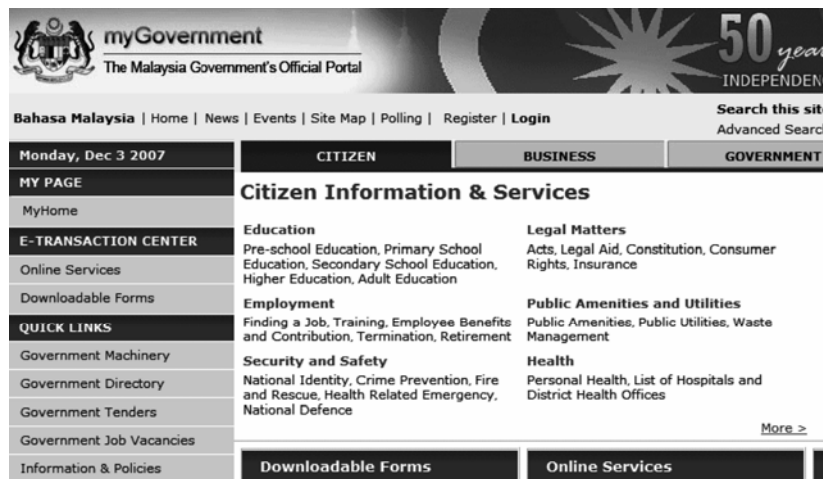 myGovernment
The Malaysia Government's Official Portal
50
INDEPENDEN
Bahasa Malaysia | Home | News | Events | Site Map | Polling | Register | Login
Search this
Advanced
Monday, Dec 3 2007
MY PAGE
MyHome
E-TRANSACTION CENTER
Online Services
Downloadable Forms
QUICK LINKS
Government Machinery
Government Directory
Government Tenders
Government Job Vacancies
Information & Policies
CITIZEN
BUSINESS
GOVERNMENT
Citizen Information & Services
Education
Pre-school Education, Primary School
Education, Secondary School Education,
Higher Education, Adult Education
Employment
Finding a Job, Training, Employee Benefits
and Contribution, Termination, Retirement
Security and Safety
National Identity, Crime Prevention, Fire
and Rescue, Health Related Emergency,
National Defence
Legal Matters
Acts, Legal Aid, Constitution, Consumer
Rights, Insurance
Public Amenities and Utilities
Public Amenities, Public Utilities, Waste
Management
Health
Personal Health, List of Hospitals and
District Health Offices
More >
Downloadable Forms
Online Services